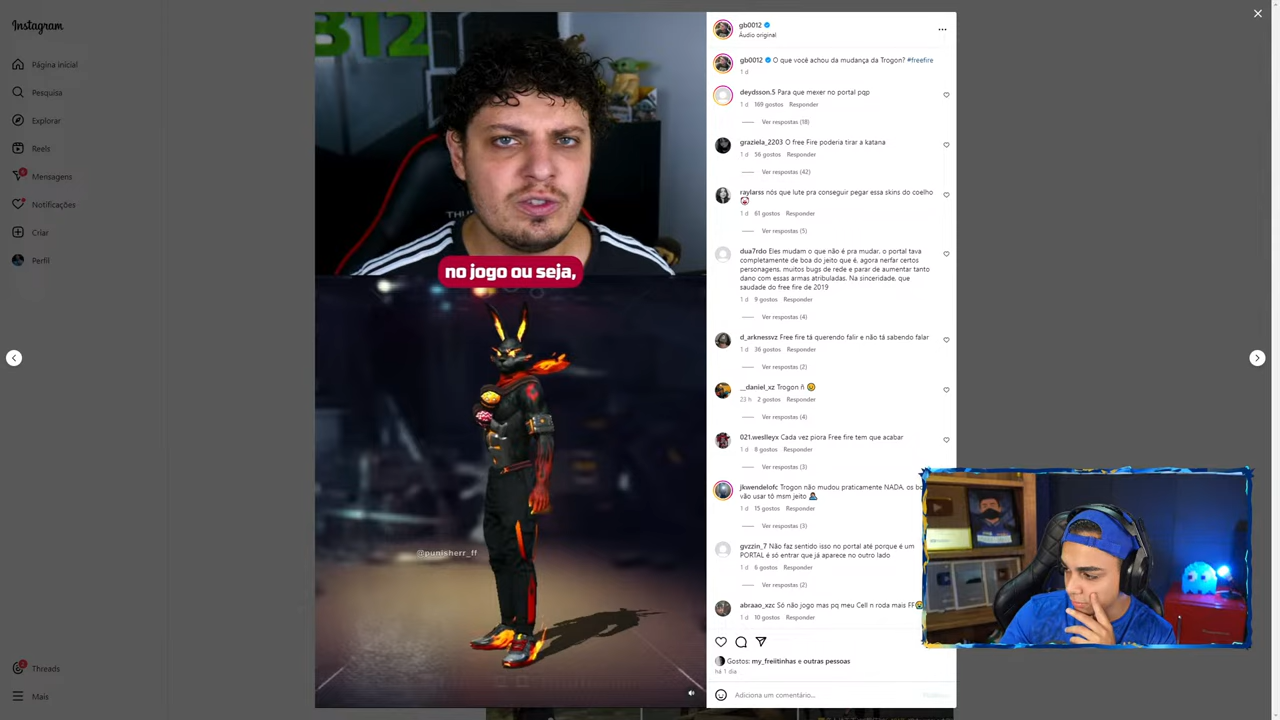 Instagram
Página inicial
Pesquisa
Explorar
Reels
Mensagens
Notificações
Criar
Perfil
Threads
Mais
B12
THU
no jogo ou seja,
@punisherr_ff
gb0012
Áudio original
gb0012 O que você achou da mudança da Trogon? #freefire
1 d
deydsson.5 Para que mexer no portal pqp
1 d 169 gostos Responder
Ver respostas (18)
graziela_2203 O free Fire poderia tirar a katana
1 d 56 gostos Responder
Ver respostas (42)
raylarss nós que lute pra conseguir pegar essa skins do coelho
1 d 61 gostos Responder
Ver respostas (5)
dua7rdo Eles mudam o que não é pra mudar, o portal tava
completamente de boa do jeito que é, agora nerfar certos
personagens, muitos bugs de rede e parar de aumentar tanto
dano com essas armas atribuladas. Na sinceridade, que
saudade do free fire de 2019
1 d 9 gostos Responder
Ver respostas (4)
d_arknessvz Free fire tá querendo falir e não tá sabendo falar
1 d 36 gostos Responder
Ver respostas (2)
__daniel_xz Trogon ñ
23 h 2 gostos Responder
Ver respostas (4)
021.weslleyx Cada vez piora Free fire tem que acabar
1 d 8 gostos Responder
Ver respostas (3)
jkwendelofc Trogon não mudou praticamente NADA, os
vão usar tô msm jeito
1 d 15 gostos Responder
Ver respostas (3)
gvzzin_7 Não faz sentido isso no portal até porque é um
PORTAL é só entrar que já aparece no outro lado
1 d 6 gostos Responder
Ver respostas (2)
abraao_xzc Só não jogo mas pq meu Cell n roda mais FF
1 d 10 gostos Responder
Gostos: my_freiitinhas e outras pessoas
há 1 dia
Adiciona um comentário...